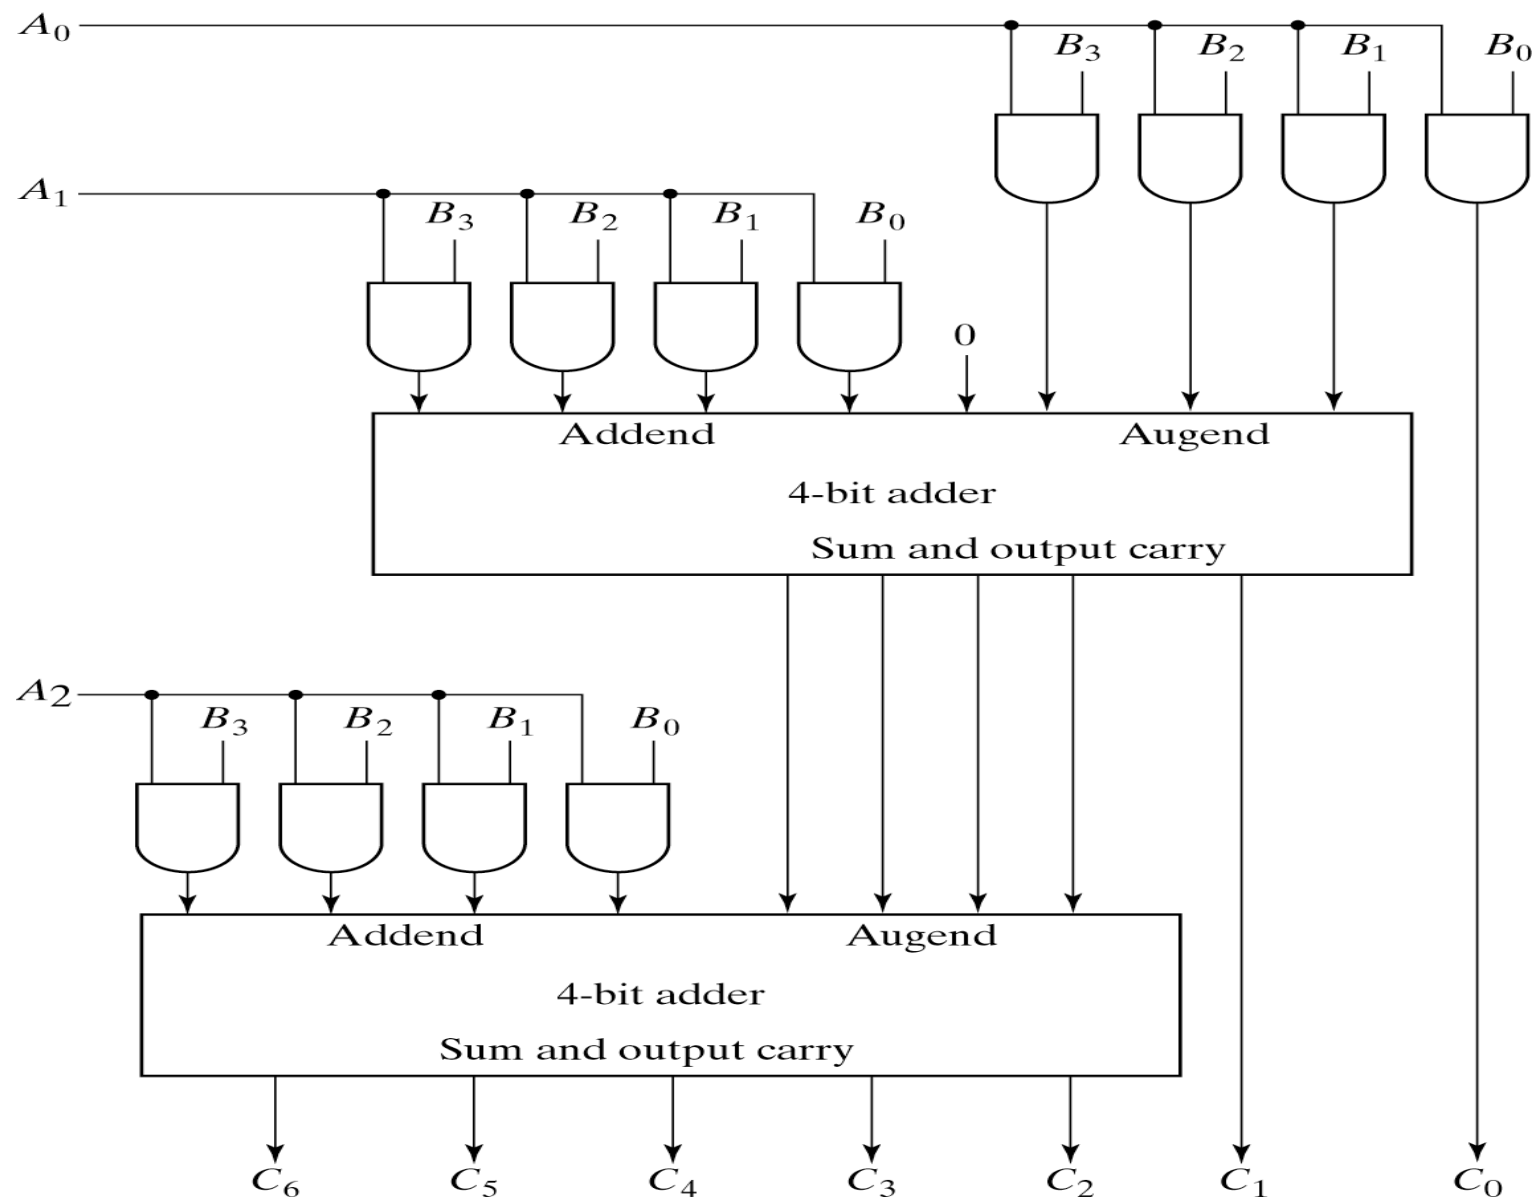 A₀
B₃ B₂ B₁ B₀
A₁
B₃ B₂ B₁ B₀
0
Addend Augend
4-bit adder
Sum and output carry
A₂
B₃ B₂ B₁ B₀
Addend Augend
4-bit adder
Sum and output carry
C₆ C₅ C₄ C₃ C₂ C₁ C₀